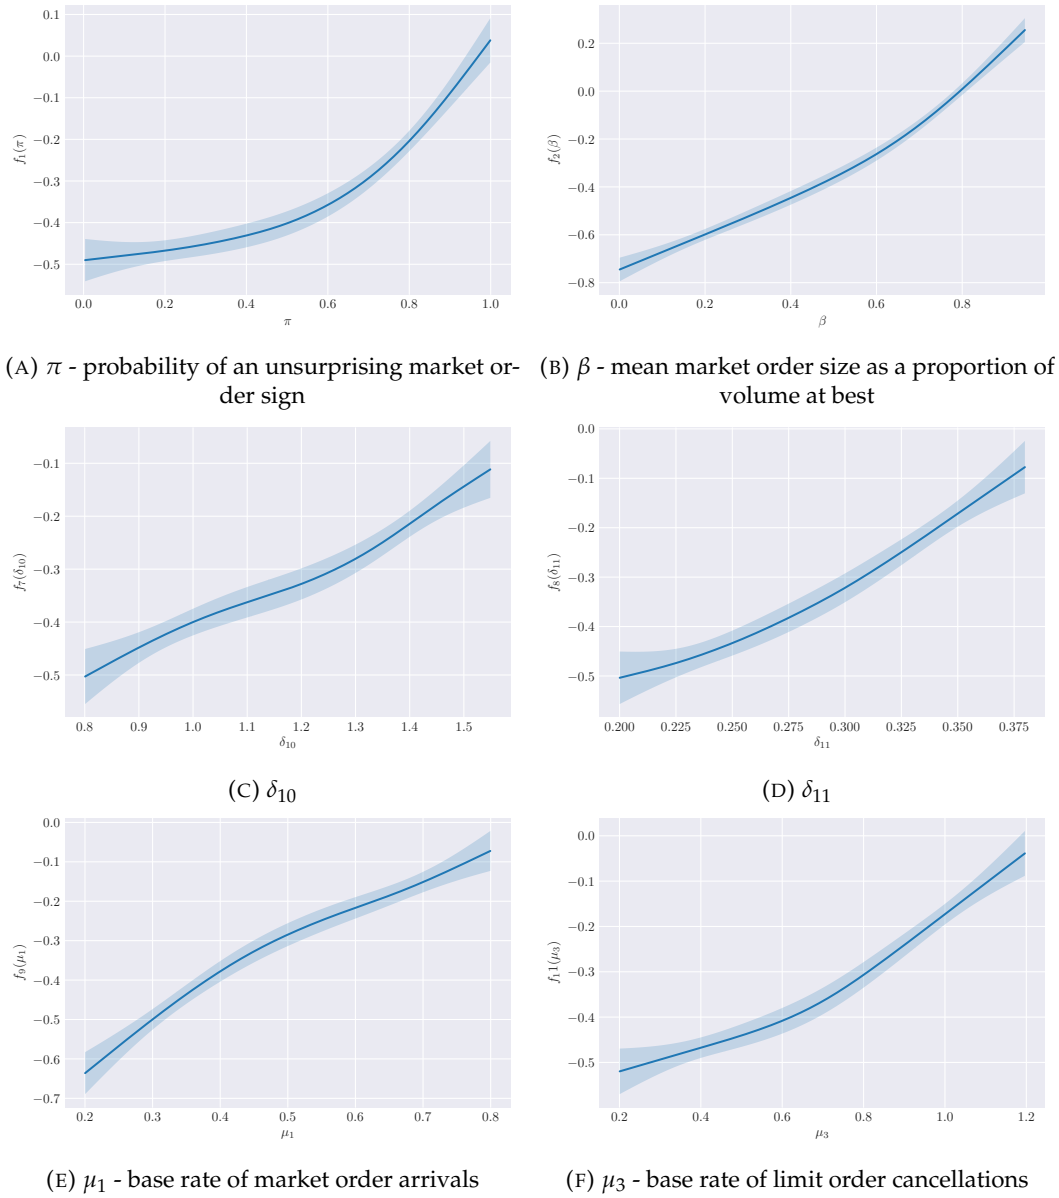 0.1
0.0
−0.1
−0.2
−0.3
−0.4
−0.5
f₁(π)
0.0 0.2 0.4 0.6 0.8 1.0
π
0.2
0.0
−0.2
−0.4
−0.6
−0.8
f₂(β)
0.0 0.2 0.4 0.6 0.8
β
(A) π - probability of an unsurprising market or-
der sign
(B) β - mean market order size as a proportion of
volume at best
−0.1
−0.2
−0.3
−0.4
−0.5
f₇(δ₁₀)
0.8 0.9 1.0 1.1 1.2 1.3 1.4 1.5
δ₁₀
0.0
−0.1
−0.2
−0.3
−0.4
−0.5
f₈(δ₁₁)
0.200 0.225 0.250 0.275 0.300 0.325 0.350 0.375
δ₁₁
(C) δ₁₀
(D) δ₁₁
0.0
−0.1
−0.2
−0.3
−0.4
−0.5
−0.6
−0.7
f₉(μ₁)
0.2 0.3 0.4 0.5 0.6 0.7 0.8
μ₁
0.0
−0.1
−0.2
−0.3
−0.4
−0.5
f₁1(μ₃)
0.2 0.4 0.6 0.8 1.0 1.2
μ₃
(E) μ₁ - base rate of market order arrivals
(F) μ₃ - base rate of limit order cancellations